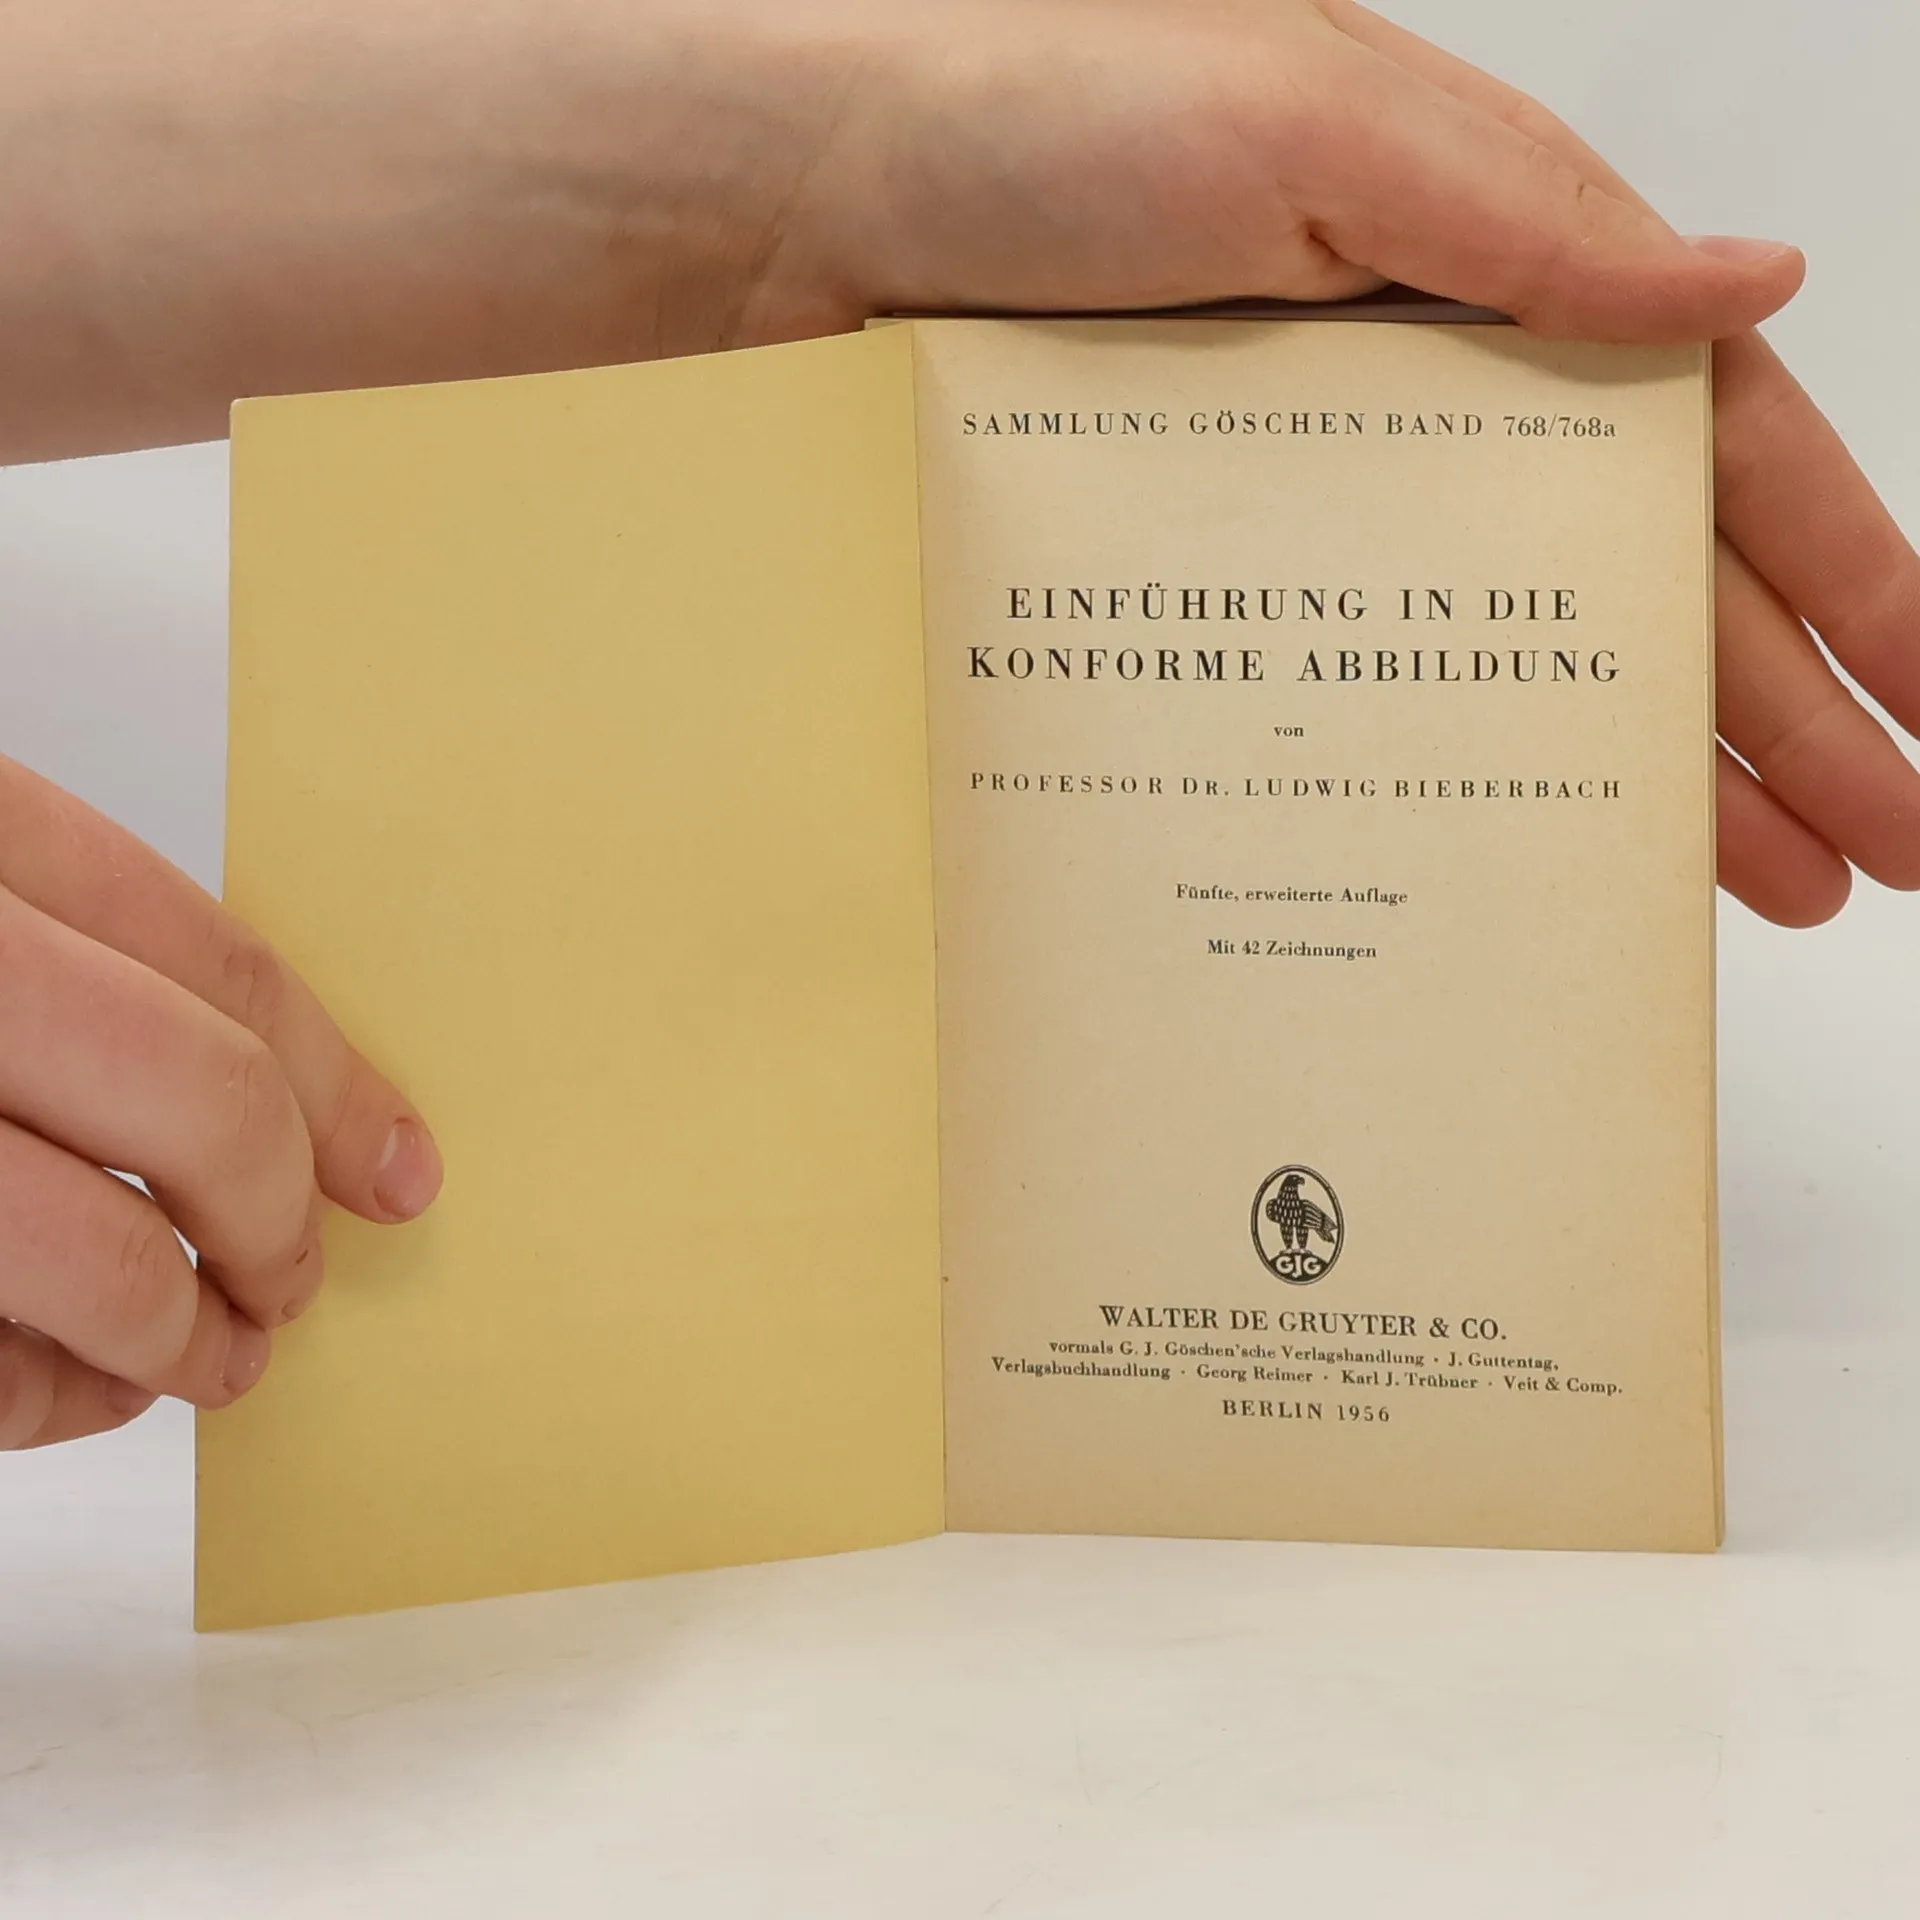 SAMMLUNG GÖSCHEN BAND 768/768a
EINFÜHRUNG IN DIE
KONFORME ABBILDUNG
von
PROFESSOR DR. LUDWIG BIEBERBACH
Fünfte, erweiterte Auflage
Mit 42 Zeichnungen
GJG
WALTER DE GRUYTER & CO.
vormals G. J. Göschen'sche Verlagshandlung · J. Guttentag,
Verlagsbuchhandlung · Georg Reimer · Karl J. Trübner · Veit & Comp.
BERLIN 1956